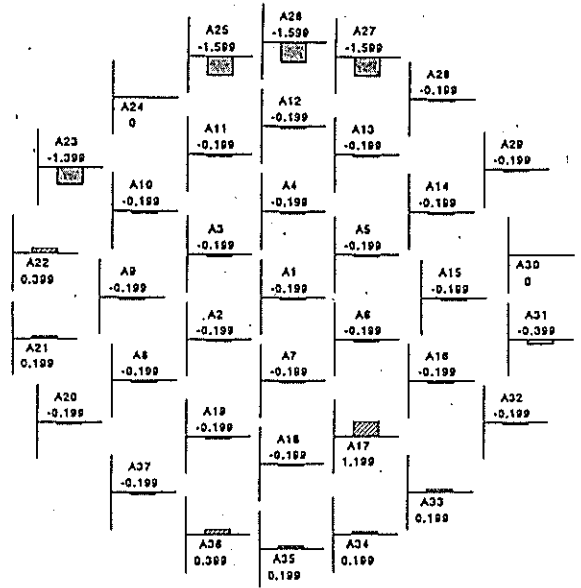 A25
-1.599
A26
-1.599
A27
-1.599
A28
-0.199
A24
0
A12
-0.199
A11
-0.199
A13
-0.199
A23
-1.399
A29
-0.199
A10
-0.199
A4
-0.199
A14
-0.199
A3
-0.199
A5
-0.199
A22
0.399
A30
0
A9
-0.199
A1
-0.199
A15
-0.199
A2
-0.199
A6
-0.199
A31
-0.399
A21
0.199
A8
-0.199
A7
-0.199
A16
-0.199
A20
-0.199
A32
-0.199
A19
-0.199
A18
-0.199
A17
1.199
A37
-0.199
A33
0.199
A36
0.399
A35
0.199
A34
0.199